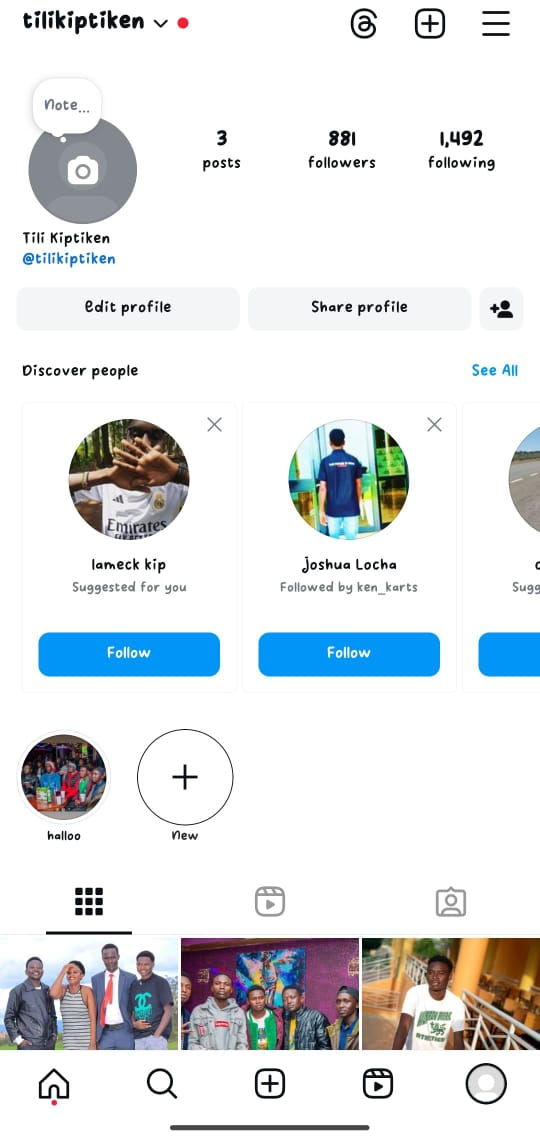 tilikiptiken
Note...
3
posts
881
followers
1,492
following
Tili Kiptiken
@tilikiptiken
Edit profile
Share profile
Discover people
See All
Emirates
lameck kip
Suggested for you
Follow
Joshua Locha
Followed by ken_karts
Follow
halloo
New